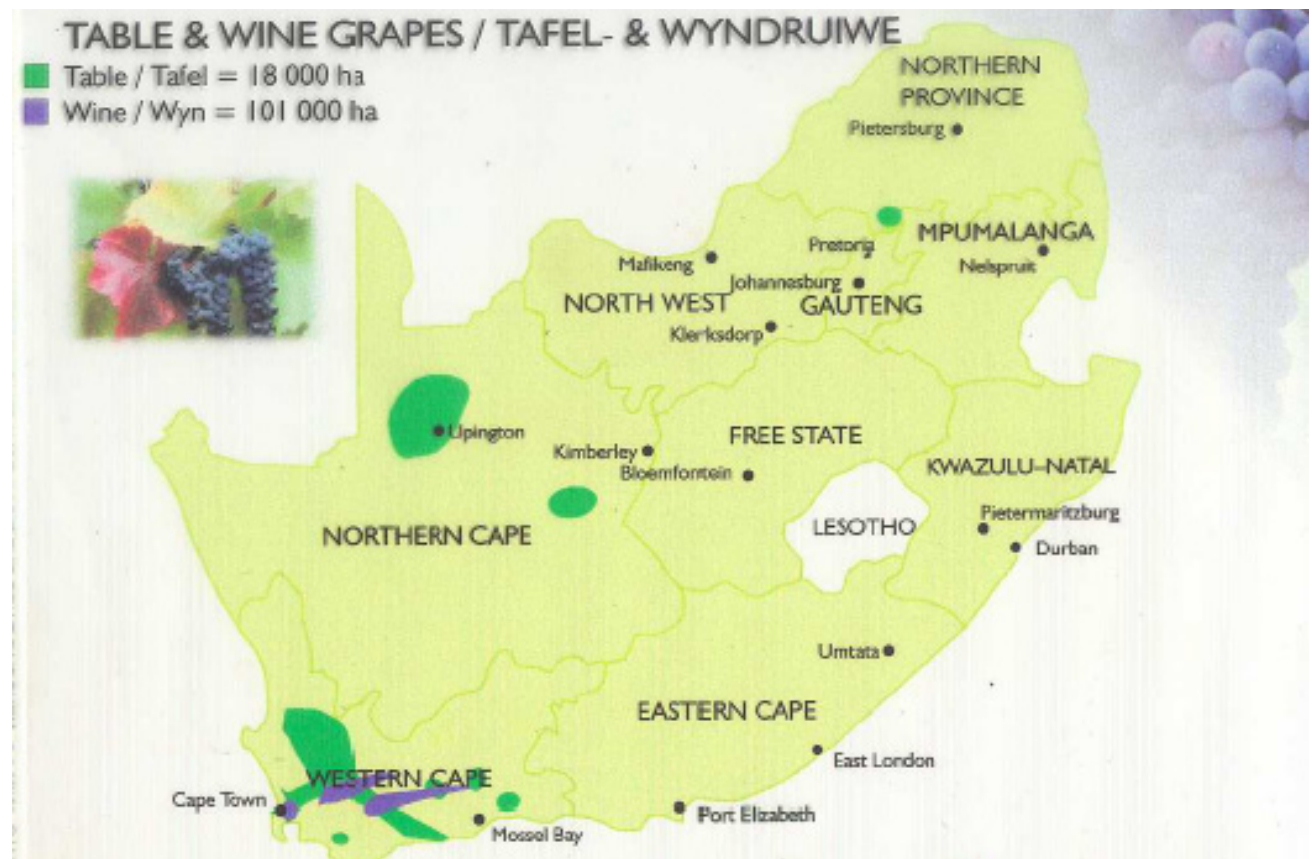 TABLE & WINE GRAPES / TAFEL- & WYNDRUIWE
Table / Tafel = 18 000 ha
Wine / Wyn = 101 000 ha
NORTHERN
PROVINCE
Pietersburg
MPUMALANGA
Pretoria
Nelspruit
Mafikeng
Johannesburg
NORTH WEST
GAUTENG
Klerksdorp
Upington
FREE STATE
Kimberley
Bloemfontein
KWAZULU–NATAL
Pietermaritzburg
LESOTHO
NORTHERN CAPE
Durban
Umtata
EASTERN CAPE
East London
WESTERN CAPE
Cape Town
Port Elizabeth
Mossel Bay